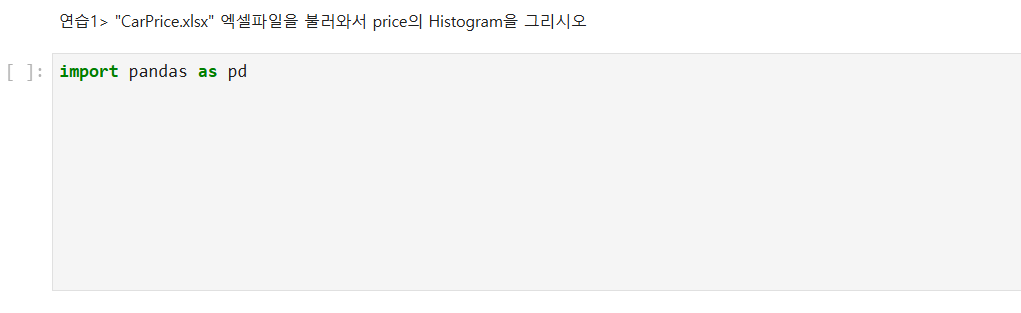 연습1> "CarPrice.xlsx" 엑셀파일을 불러와서 price의 Histogram을 그리시오
[ ]: import pandas as pd